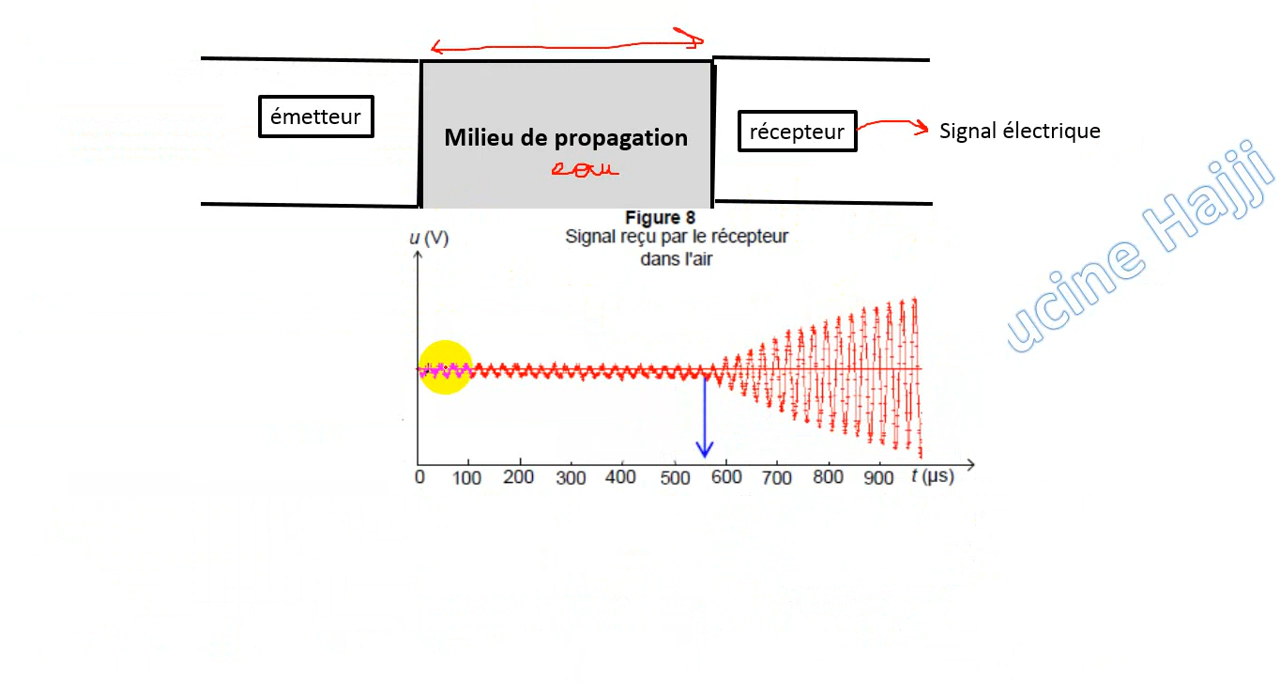 émetteur
Milieu de propagation
eau
récepteur
Signal électrique
Figure 8
Signal reçu par le récepteur
dans l'air
u (V)
0 100 200 300 400 500 600 700 800 900 t (µs)
ucine Hajji